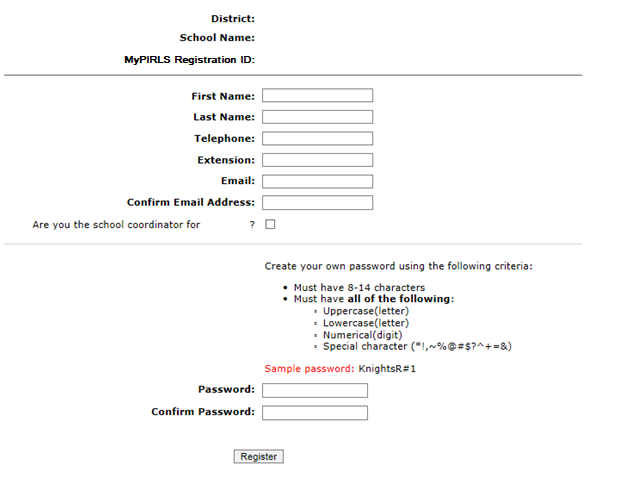 District:
School Name:
MyPIRLS Registration ID:
First Name:
Last Name:
Telephone:
Extension:
Email:
Confirm Email Address:
Are you the school coordinator for ?
Create your own password using the following criteria:
• Must have 8-14 characters
• Must have all of the following:
◦ Uppercase(letter)
◦ Lowercase(letter)
◦ Numerical(digit)
◦ Special character (*!,~%@#$?^+=&)
Sample password: KnightsR#1
Password:
Confirm Password:
Register